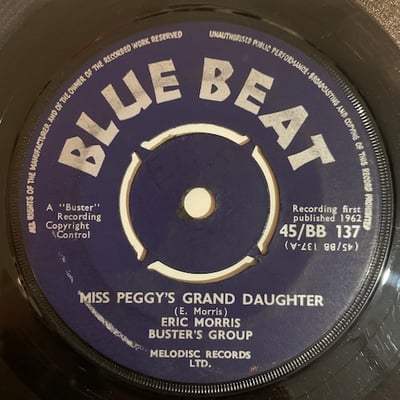 ALL RIGHTS OF THE MANUFACTURER AND OF THE OWNER OF THE RECORDED WORK RESERVED
UNAUTHORISED PUBLIC PERFORMANCE, BROADCASTING AND COPYING OF THIS RECORD PROHIBITED
BLUE BEAT
A "Buster"
Recording
Copyright
Control
Recording first
published 1962
45/BB 137
(45/BB 137-A)
MISS PEGGY'S GRAND DAUGHTER
(E. Morris)
ERIC MORRIS
BUSTER'S GROUP
MELODISC RECORDS
LTD.